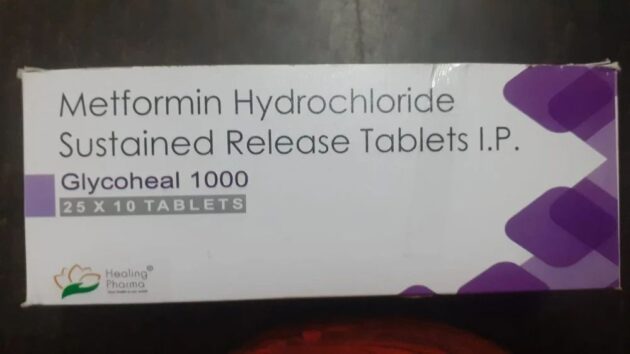 Metformin Hydrochloride
Sustained Release Tablets I.P.
Glycoheal 1000
25 X 10 TABLETS
Healing®
Pharma